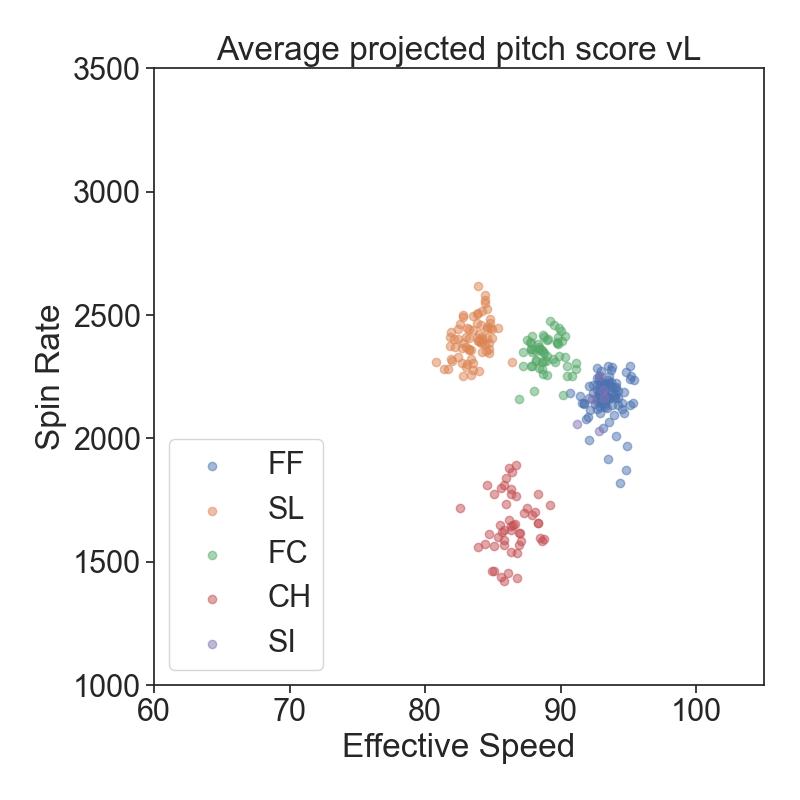 Average projected pitch score vL
3500
3000
2500
2000
1500
1000
Spin Rate
FF
SL
FC
CH
SI
60 70 80 90 100
Effective Speed